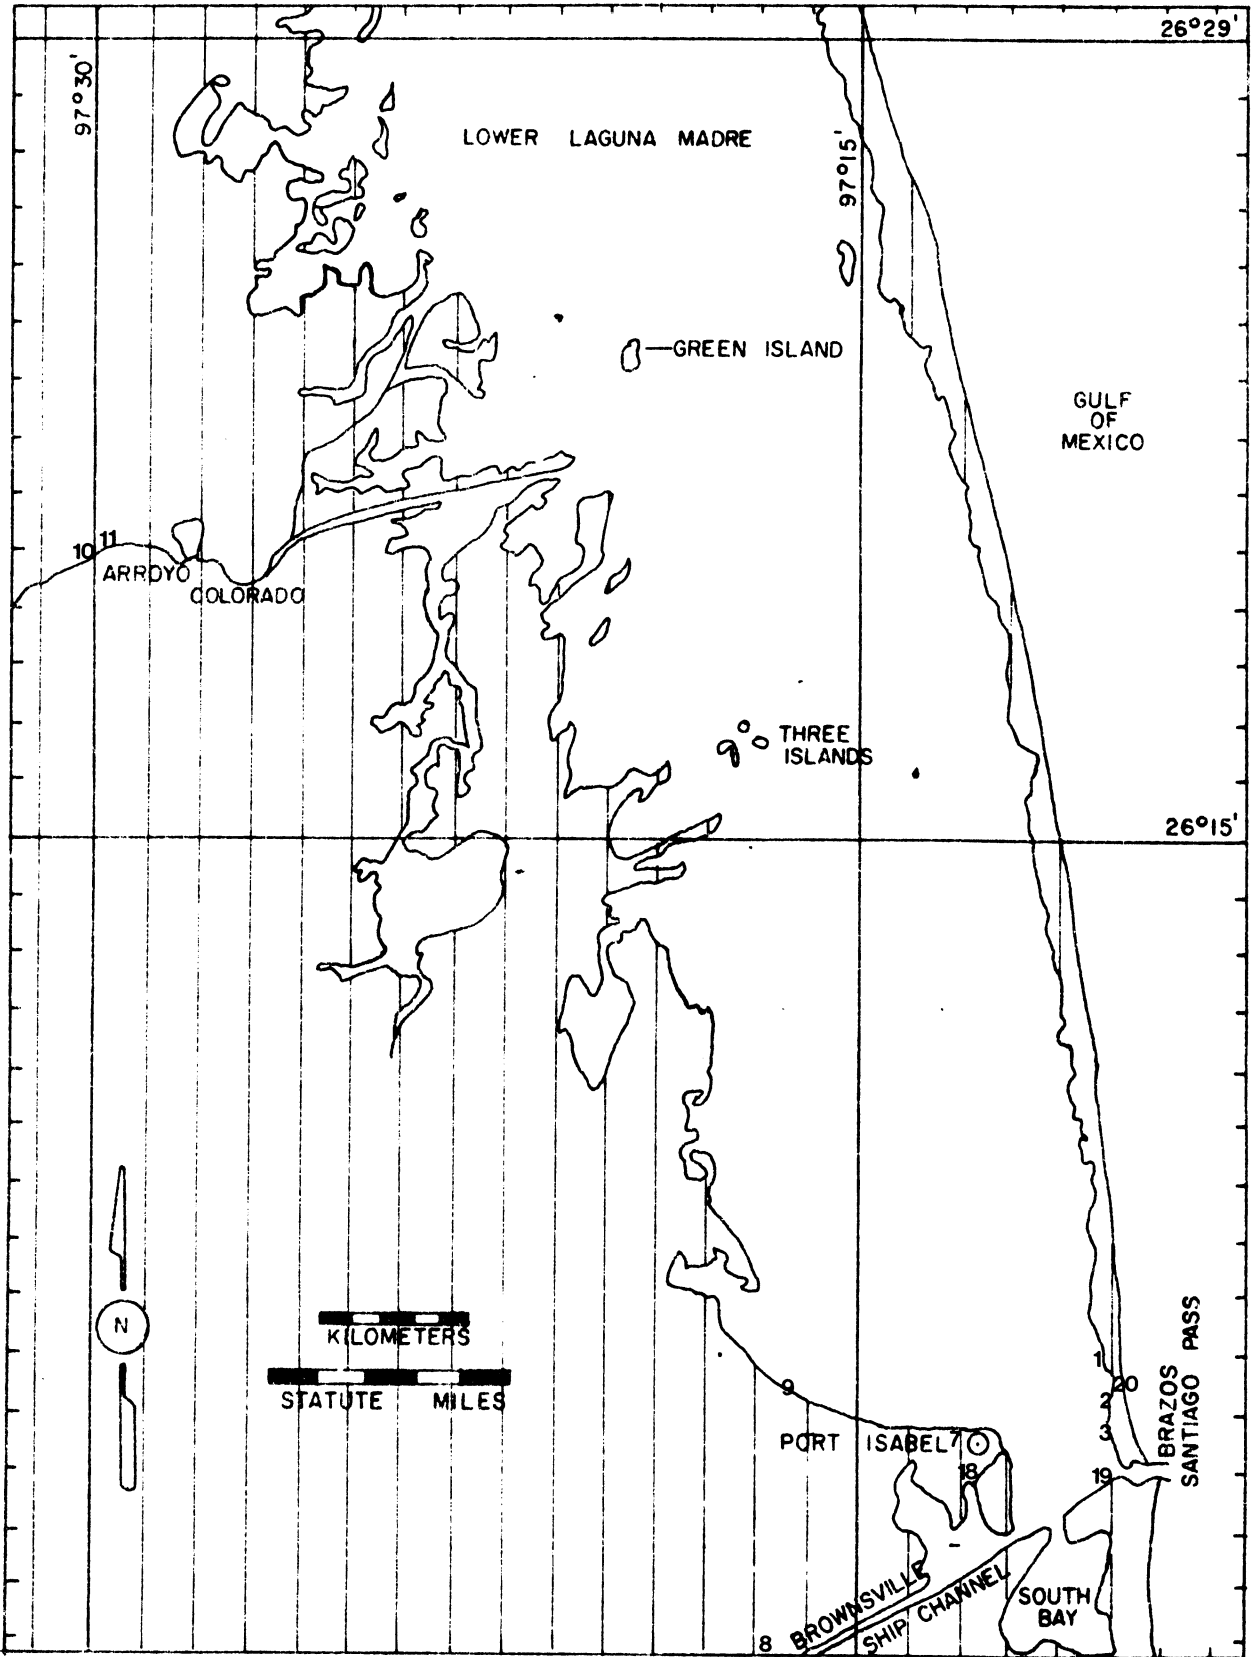 26°29'
97°30'
LOWER LAGUNA MADRE
97°15'
GREEN ISLAND
GULF
OF
MEXICO
10 11
ARROYO
COLORADO
THREE
ISLANDS
26°15'
N
KILOMETERS
STATUTE MILES
1
20
2
3
BRAZOS
SANTIAGO PASS
9
PORT ISABEL 7
18
19
BROWNSVILLE
SHIP CHANNEL
SOUTH
BAY
8